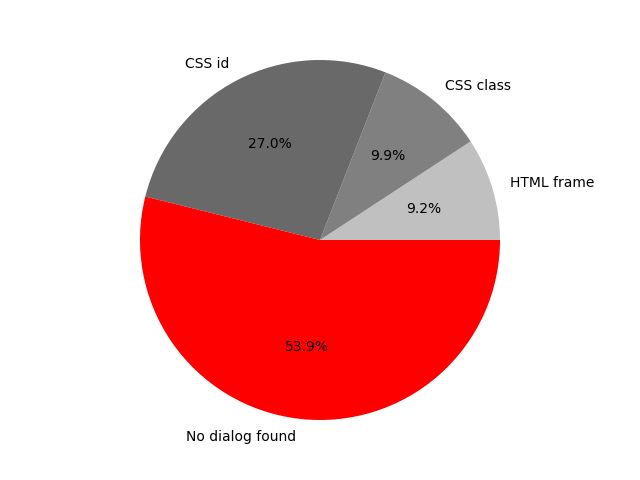 CSS id
CSS class
27.0%
9.9%
HTML frame
9.2%
53.9%
No dialog found